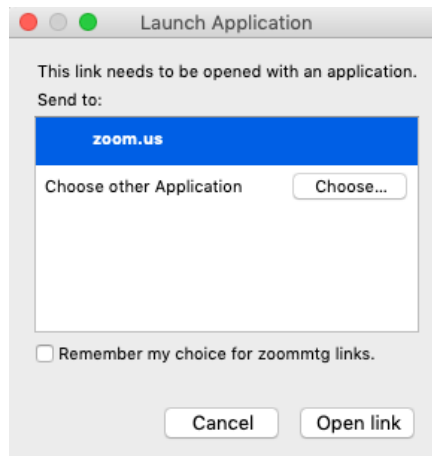 Launch Application
This link needs to be opened with an application.
Send to:
zoom.us
Choose other Application Choose...
Remember my choice for zoommtg links.
Cancel Open link